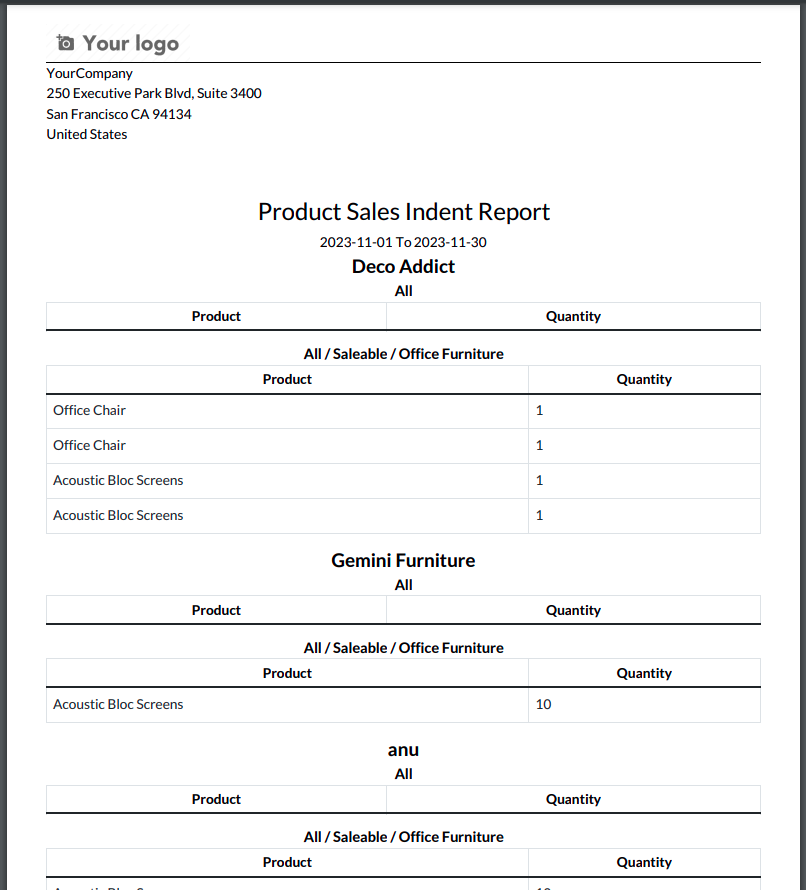 Your logo
YourCompany
250 Executive Park Blvd, Suite 3400
San Francisco CA 94134
United States
Product Sales Indent Report
2023-11-01 To 2023-11-30
Deco Addict
All
Product Quantity
All / Saleable / Office Furniture
Product Quantity
Office Chair 1
Office Chair 1
Acoustic Bloc Screens 1
Acoustic Bloc Screens 1
Gemini Furniture
All
Product Quantity
All / Saleable / Office Furniture
Product Quantity
Acoustic Bloc Screens 10
anu
All
Product Quantity
All / Saleable / Office Furniture
Product Quantity